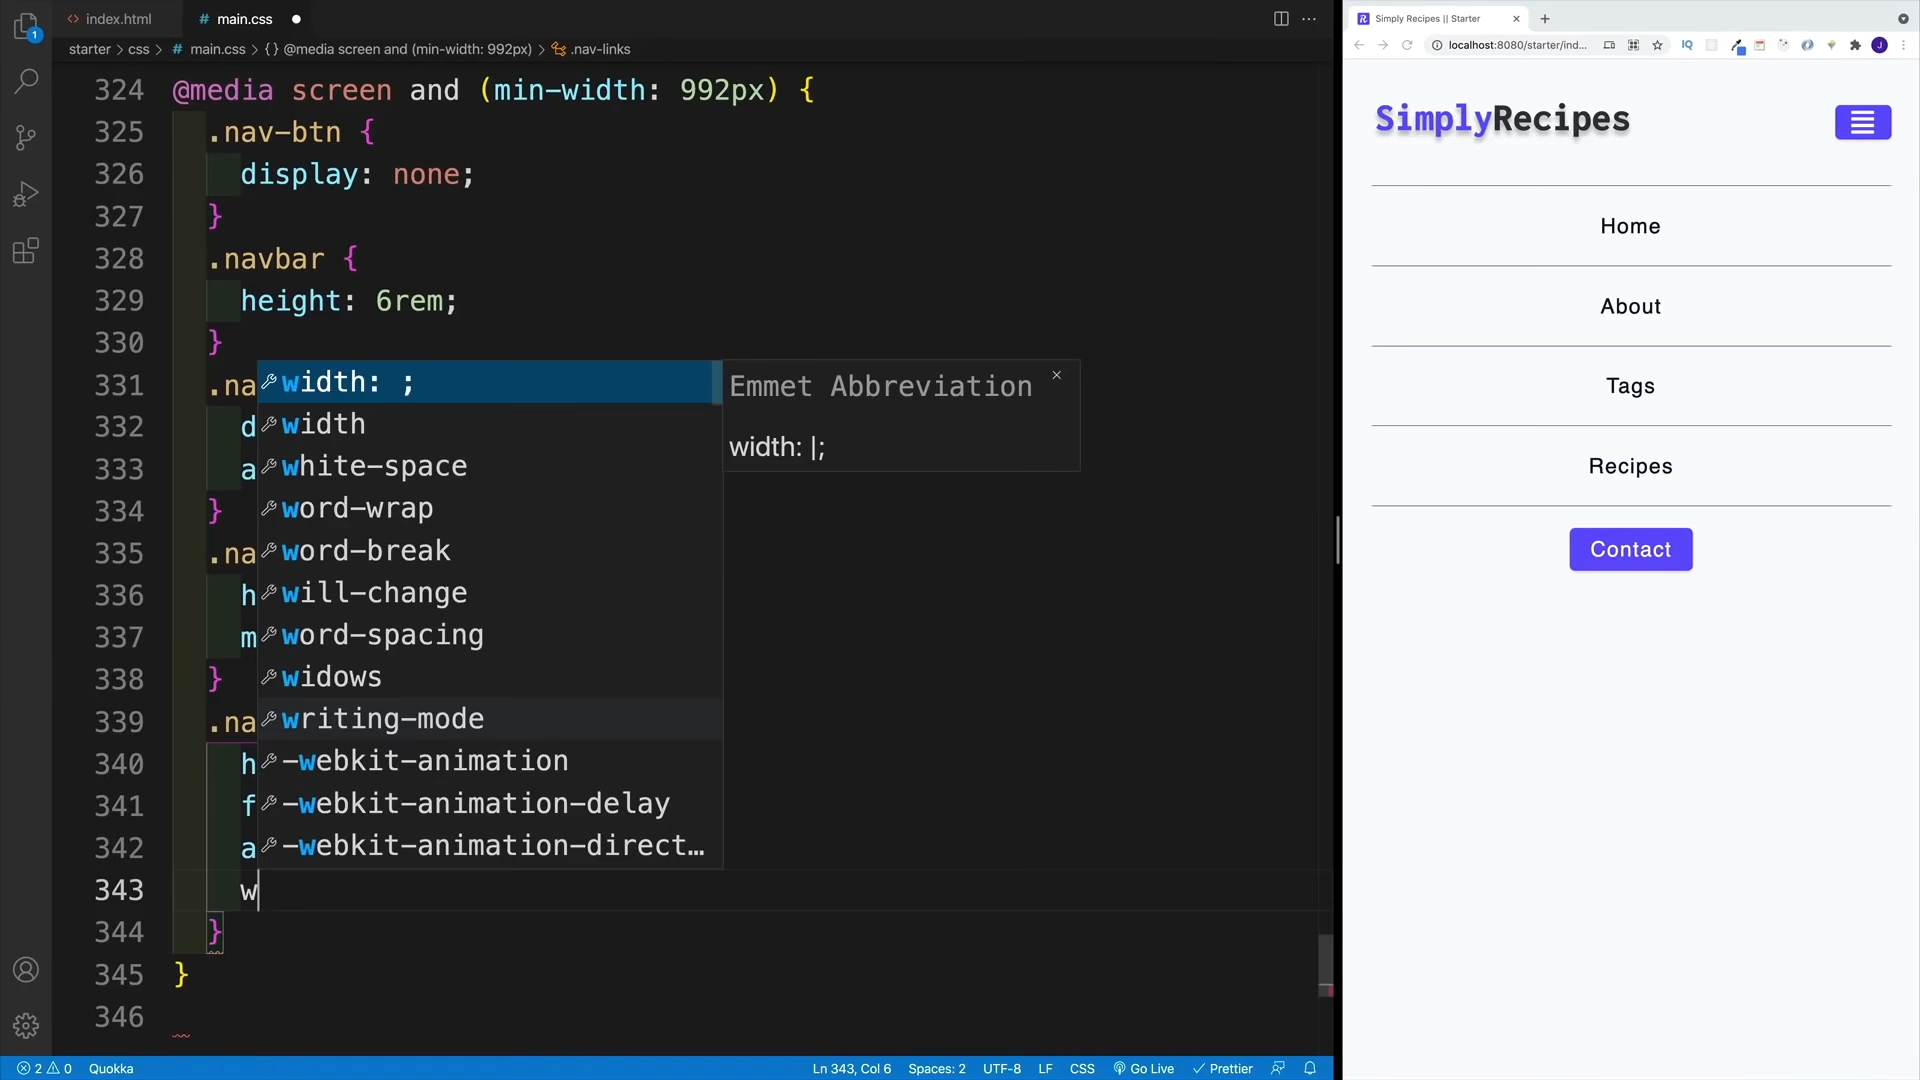 index.html
# main.css
starter > css > # main.css > {} @media screen and (min-width: 992px) > .nav-links
324 @media screen and (min-width: 992px) {
325 .nav-btn {
326 display: none;
327 }
328 .navbar {
329 height: 6rem;
330 }
331 .na
332 d
333 a
334 }
335 .na
336 h
337 m
338 }
339 .na
340 h
341 f
342 a
343 w
344 }
345 }
346
width: ;
width
white-space
word-wrap
word-break
will-change
word-spacing
widows
writing-mode
-webkit-animation
-webkit-animation-delay
-webkit-animation-direct…
Emmet Abbreviation
width: |;
1
2 0 Quokka
Ln 343, Col 6 Spaces: 2 UTF-8 LF CSS Go Live Prettier
Simply Recipes || Starter
localhost:8080/starter/ind...
IQ
J
SimplyRecipes
Home
About
Tags
Recipes
Contact